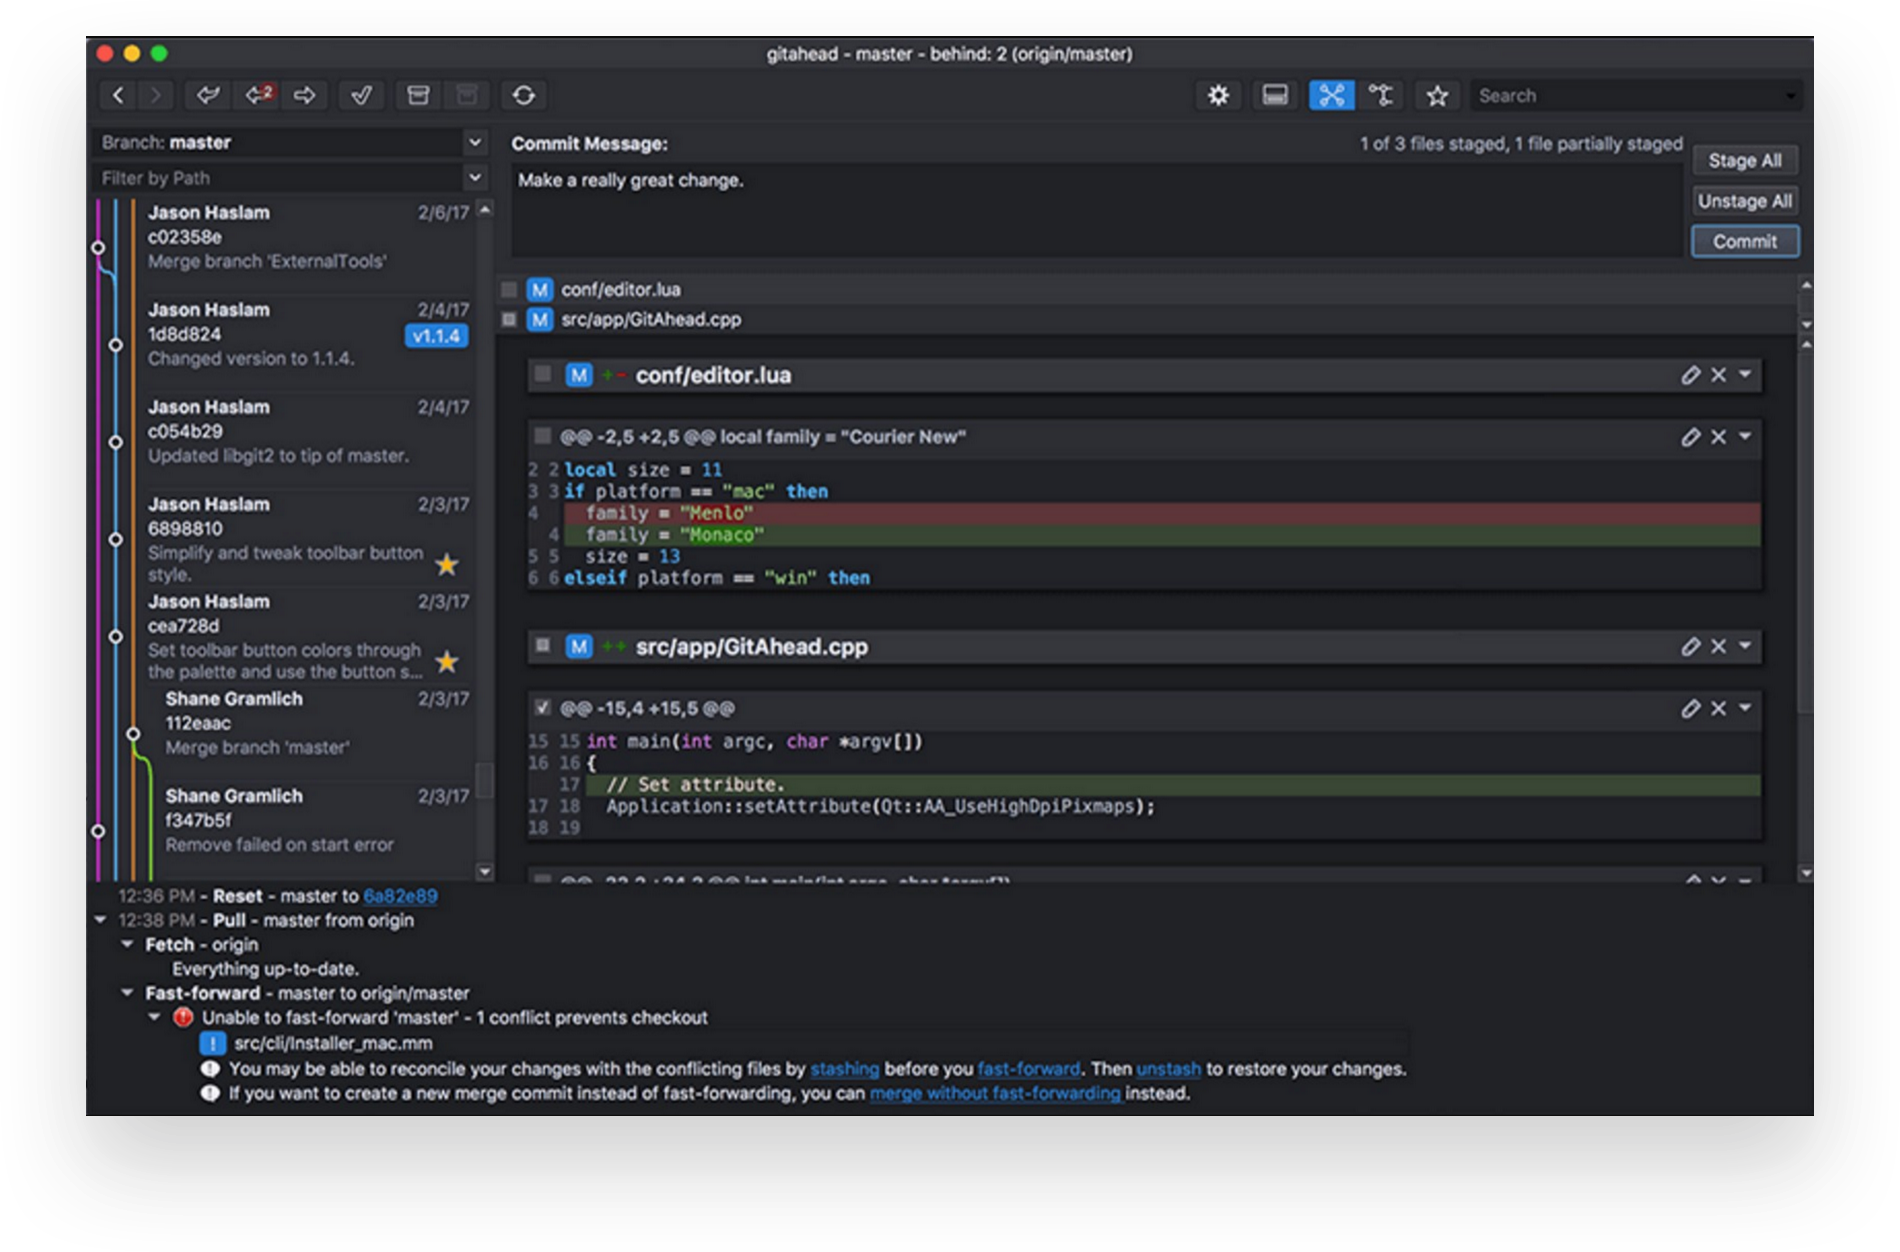 gitahead - master - behind: 2 (origin/master)
2
Search
Branch: master
Filter by Path
Jason Haslam 2/6/17
c02358e
Merge branch 'ExternalTools'
Jason Haslam 2/4/17
1d8d824 v1.1.4
Changed version to 1.1.4.
Jason Haslam 2/4/17
c054b29
Updated libgit2 to tip of master.
Jason Haslam 2/3/17
6898810
Simplify and tweak toolbar button
style.
Jason Haslam 2/3/17
cea728d
Set toolbar button colors through
the palette and use the button s...
Shane Gramlich 2/3/17
112eaac
Merge branch 'master'
Shane Gramlich 2/3/17
f347b5f
Remove failed on start error
Commit Message: 1 of 3 files staged, 1 file partially staged
Make a really great change.
Stage All
Unstage All
Commit
M conf/editor.lua
M src/app/GitAhead.cpp
M +- conf/editor.lua
@@ -2,5 +2,5 @@ local family = "Courier New"
2 2 local size = 11
3 3 if platform == "mac" then
4 family = "Menlo"
4 family = "Monaco"
5 5 size = 13
6 6 elseif platform == "win" then
M ++ src/app/GitAhead.cpp
@@ -15,4 +15,5 @@
15 15 int main(int argc, char *argv[])
16 16 {
17 // Set attribute.
17 18 Application::setAttribute(Qt::AA_UseHighDpiPixmaps);
18 19
12:36 PM - Reset - master to 6a82e89
12:38 PM - Pull - master from origin
Fetch - origin
Everything up-to-date.
Fast-forward - master to origin/master
Unable to fast-forward 'master' - 1 conflict prevents checkout
! src/cli/Installer_mac.mm
You may be able to reconcile your changes with the conflicting files by stashing before you fast-forward. Then unstash to restore your changes.
If you want to create a new merge commit instead of fast-forwarding, you can merge without fast-forwarding instead.